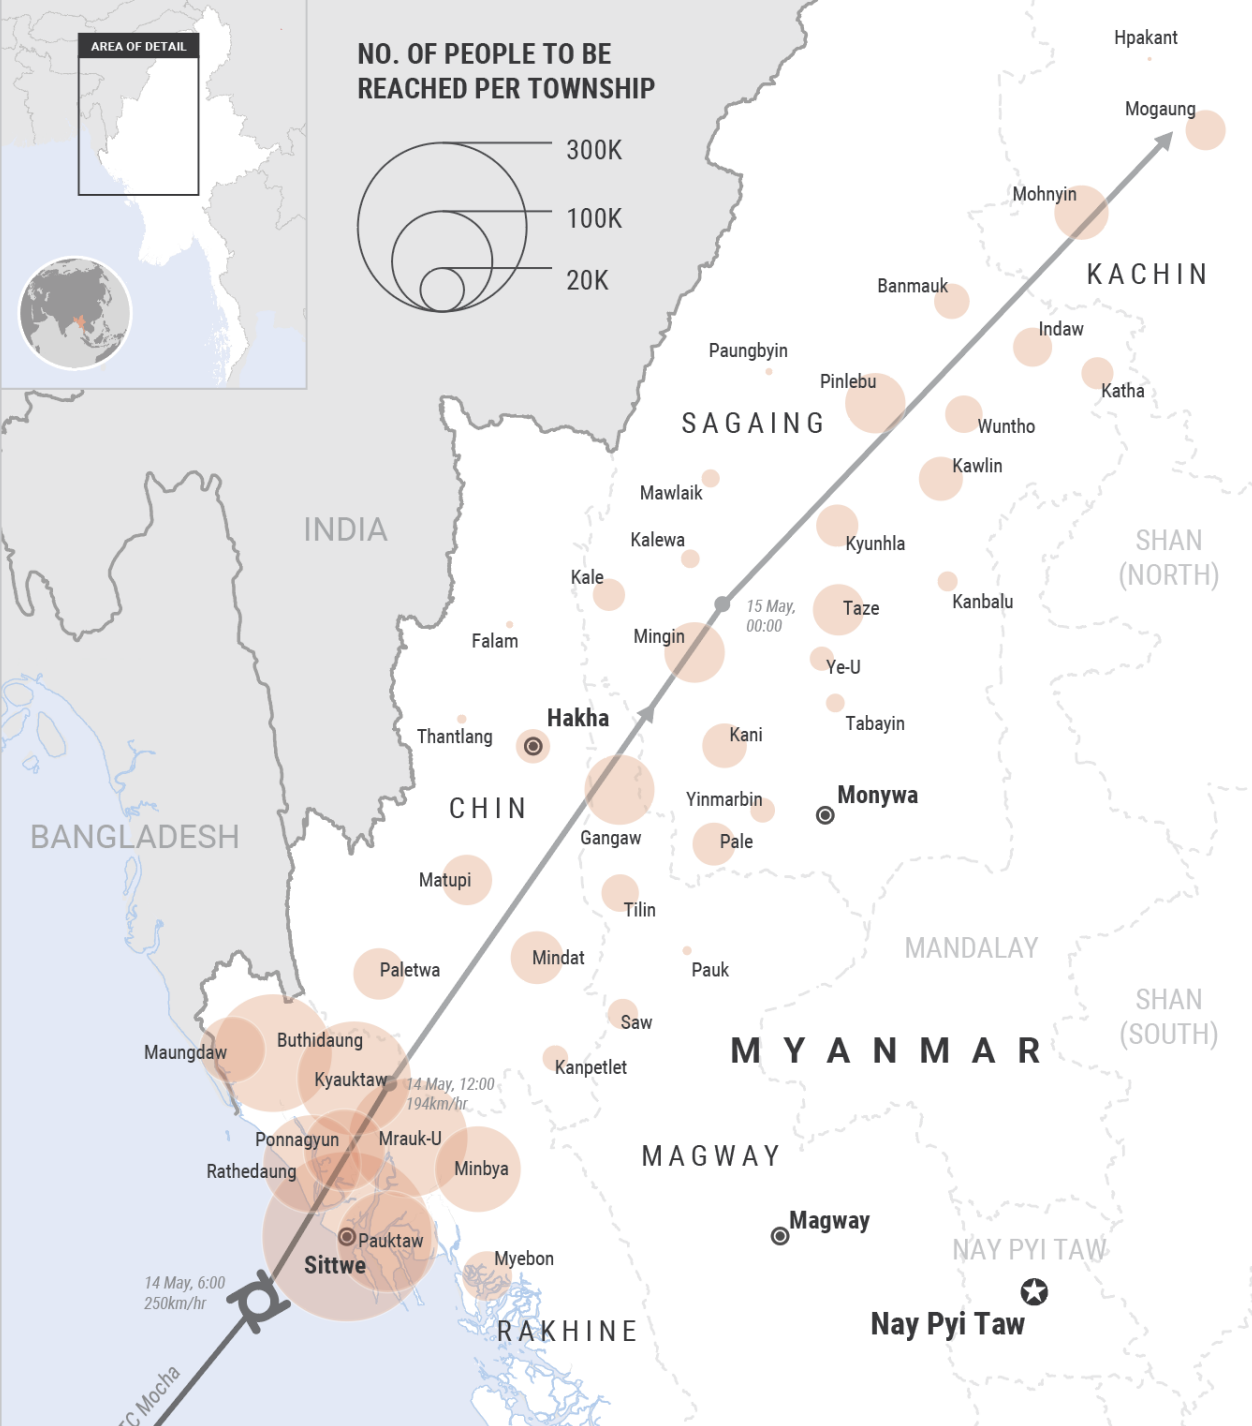 AREA OF DETAIL
NO. OF PEOPLE TO BE
REACHED PER TOWNSHIP
300K
100K
20K
Hpakant
Mogaung
Mohnyin
KACHIN
Banmauk
Indaw
Paungbyin
Pinlebu
Katha
SAGAING
Wuntho
Kawlin
Mawlaik
INDIA
Kalewa
Kyunhla
SHAN
(NORTH)
Kale
Kanbalu
15 May,
00:00
Taze
Falam
Mingin
Ye-U
Hakha
Thantlang
Tabayin
Kani
CHIN
Yinmarbin
Monywa
BANGLADESH
Gangaw
Pale
Matupi
Tilin
MANDALAY
Mindat
Paletwa
Pauk
SHAN
(SOUTH)
Saw
Buthidaung
Maungdaw
MYANMAR
Kanpetlet
Kyauktaw
14 May, 12:00
194km/hr
Ponnagyun
Mrauk-U
MAGWAY
Rathedaung
Minbya
Magway
Pauktaw
NAY PYI TAW
Sittwe
Myebon
14 May, 6:00
250km/hr
Nay Pyi Taw
RAKHINE
TC Mocha